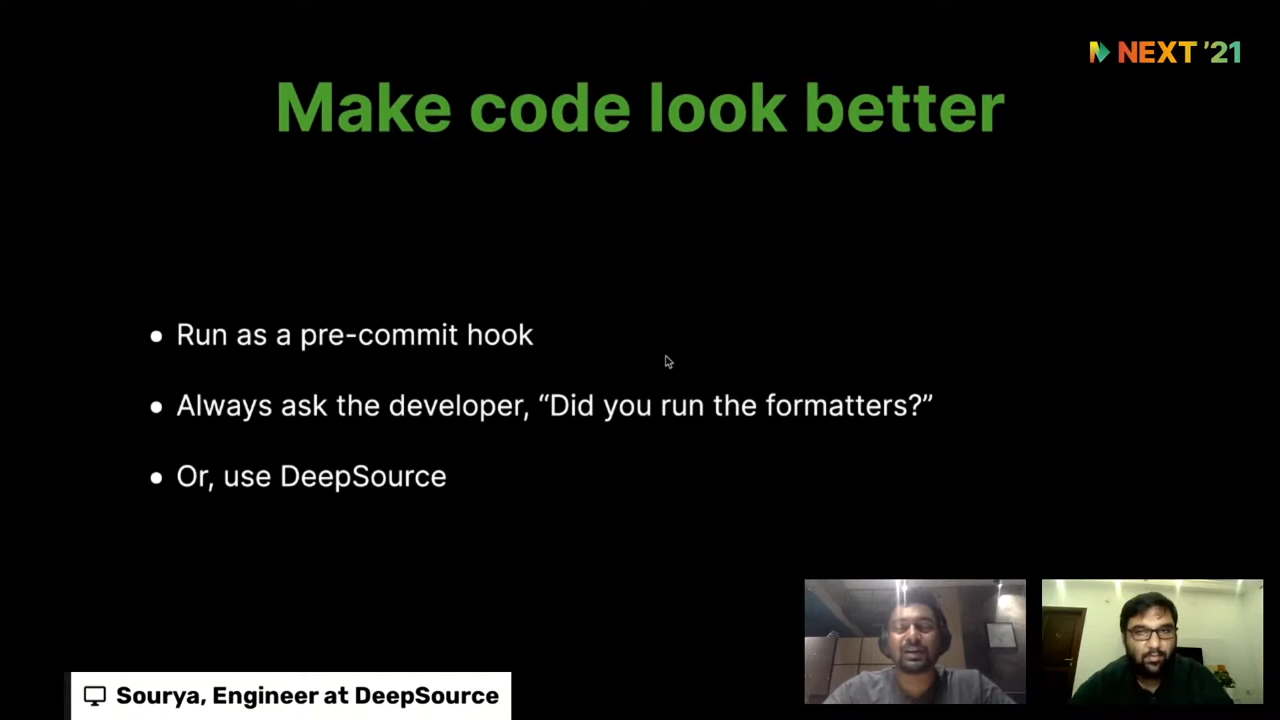 NEXT '21
Make code look better
• Run as a pre-commit hook
• Always ask the developer, “Did you run the formatters?”
• Or, use DeepSource
Sourya, Engineer at DeepSource